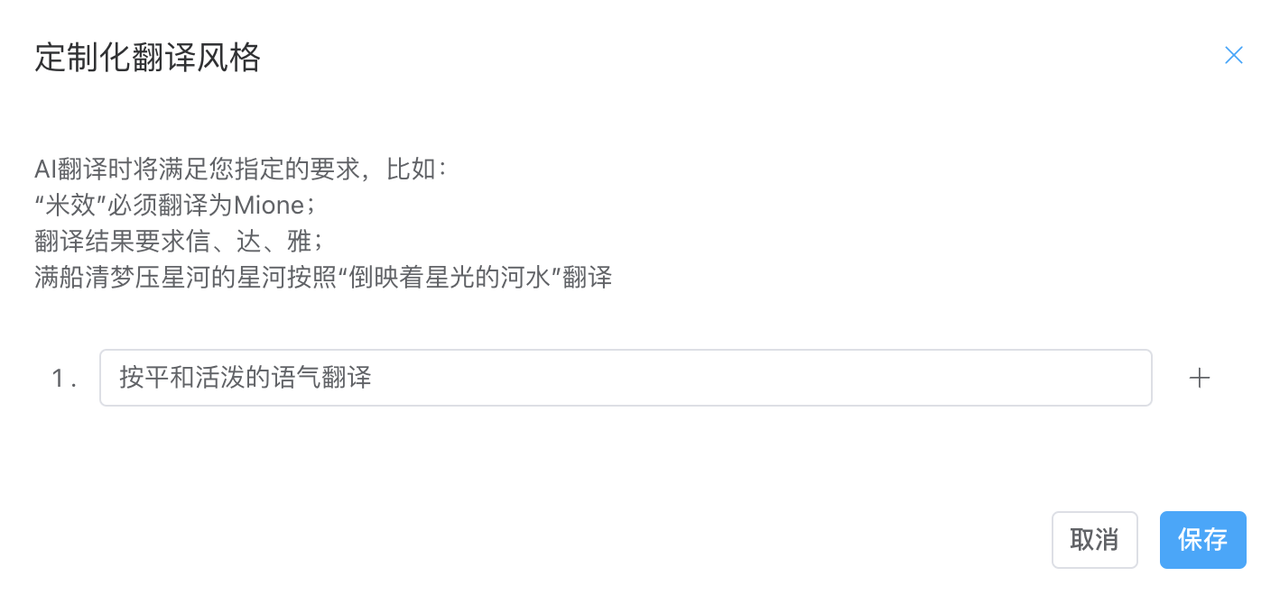 定制化翻译风格
AI翻译时将满足您指定的要求，比如：
“米效”必须翻译为Mione；
翻译结果要求信、达、雅；
满船清梦压星河的星河按照“倒映着星光的河水”翻译
1. 按平和活泼的语气翻译
取消 保存